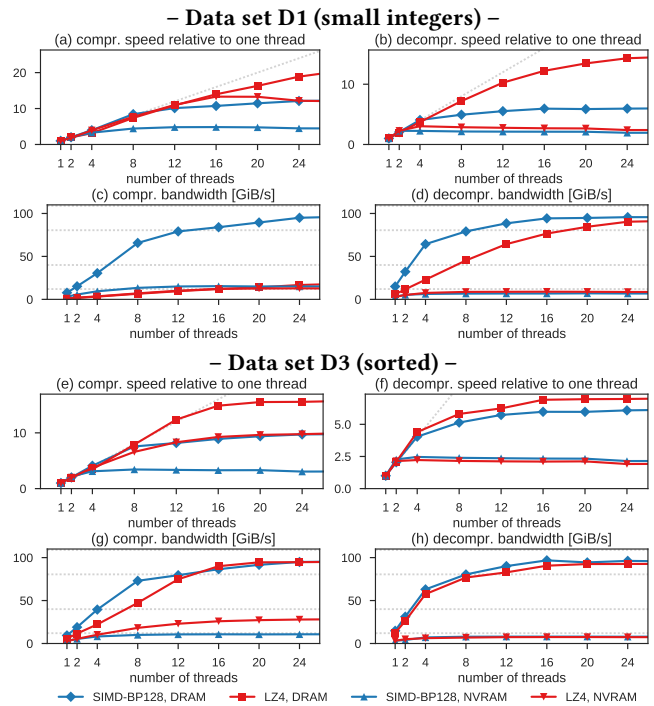 – Data set D1 (small integers) –
(a) compr. speed relative to one thread
20
10
0
1 2 4 8 12 16 20 24
number of threads
(b) decompr. speed relative to one thread
10
0
1 2 4 8 12 16 20 24
number of threads
(c) compr. bandwidth [GiB/s]
100
50
0
1 2 4 8 12 16 20 24
number of threads
(d) decompr. bandwidth [GiB/s]
100
50
0
1 2 4 8 12 16 20 24
number of threads
– Data set D3 (sorted) –
(e) compr. speed relative to one thread
10
0
1 2 4 8 12 16 20 24
number of threads
(f) decompr. speed relative to one thread
5.0
2.5
0.0
1 2 4 8 12 16 20 24
number of threads
(g) compr. bandwidth [GiB/s]
100
50
0
1 2 4 8 12 16 20 24
number of threads
(h) decompr. bandwidth [GiB/s]
100
50
0
1 2 4 8 12 16 20 24
number of threads
SIMD-BP128, DRAM LZ4, DRAM SIMD-BP128, NVRAM LZ4, NVRAM